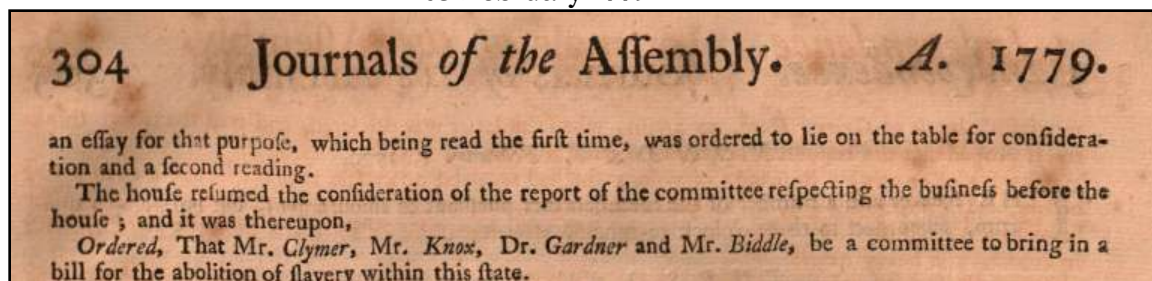 304 Journals of the Aſſembly. A. 1779.
an eſſay for that purpoſe, which being read the firſt time, was ordered to lie on the table for conſidera-
tion and a ſecond reading.
The houſe reſumed the conſideration of the report of the committee reſpecting the buſineſs before the
houſe ; and it was thereupon,
Ordered, That Mr. Clymer, Mr. Knox, Dr. Gardner and Mr. Biddle, be a committee to bring in a
bill for the abolition of ſlavery within this ſtate.